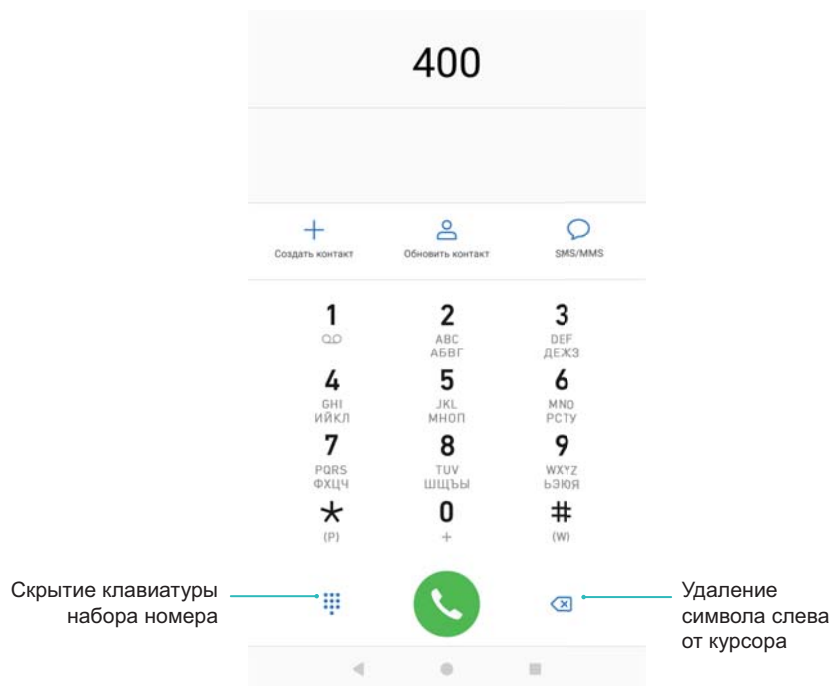 400
Создать контакт Обновить контакт SMS/MMS
1 2 3
ABC DEF
АБВГ ДЕЖЗ
4 5 6
GHI JKL MNO
ИЙКЛ МНОП РСТУ
7 8 9
PQRS TUV WXYZ
ФХЦЧ ШЩЪЫ ЬЭЮЯ
* 0 #
(P) + (W)
Скрытие клавиатуры
набора номера
Удаление
символа слева
от курсора